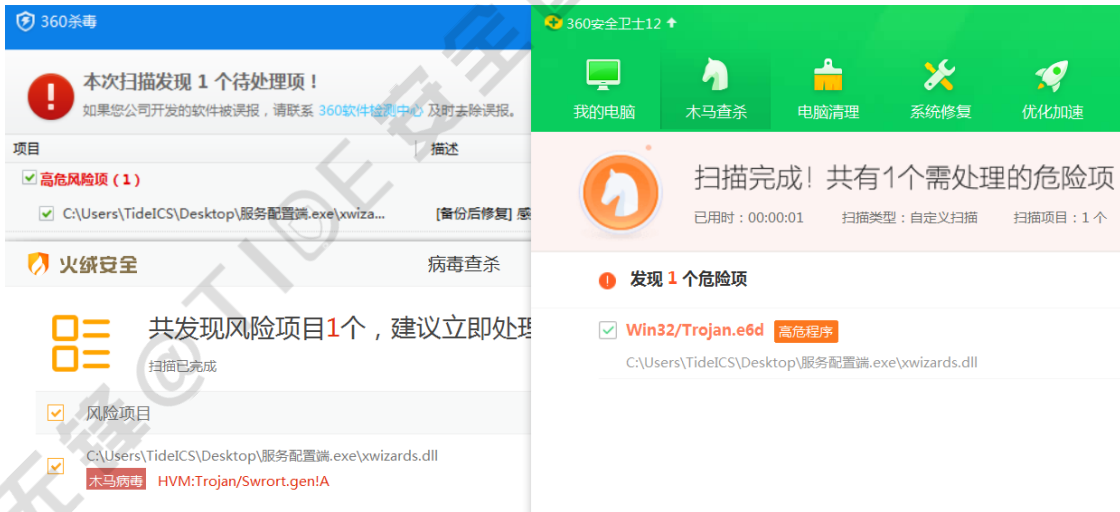 360杀毒
本次扫描发现 1 个待处理项！
如果您公司开发的软件被误报，请联系 360软件检测中心 及时去除误报。
项目 描述
高危风险项（1）
C:\Users\TideICS\Desktop\服务配置端.exe\xwiza... [备份后修复] 感
火绒安全 病毒查杀
共发现风险项目1个，建议立即处理
扫描已完成
风险项目
C:\Users\TideICS\Desktop\服务配置端.exe\xwizards.dll
木马病毒 HVM:Trojan/Swrort.gen!A
360安全卫士12
我的电脑 木马查杀 电脑清理 系统修复 优化加速
扫描完成！共有1个需处理的危险项
已用时：00:00:01 扫描类型：自定义扫描 扫描项目：1 个
发现 1 个危险项
Win32/Trojan.e6d 高危程序
C:\Users\TideICS\Desktop\服务配置端.exe\xwizards.dll
无锋@TIDE安全